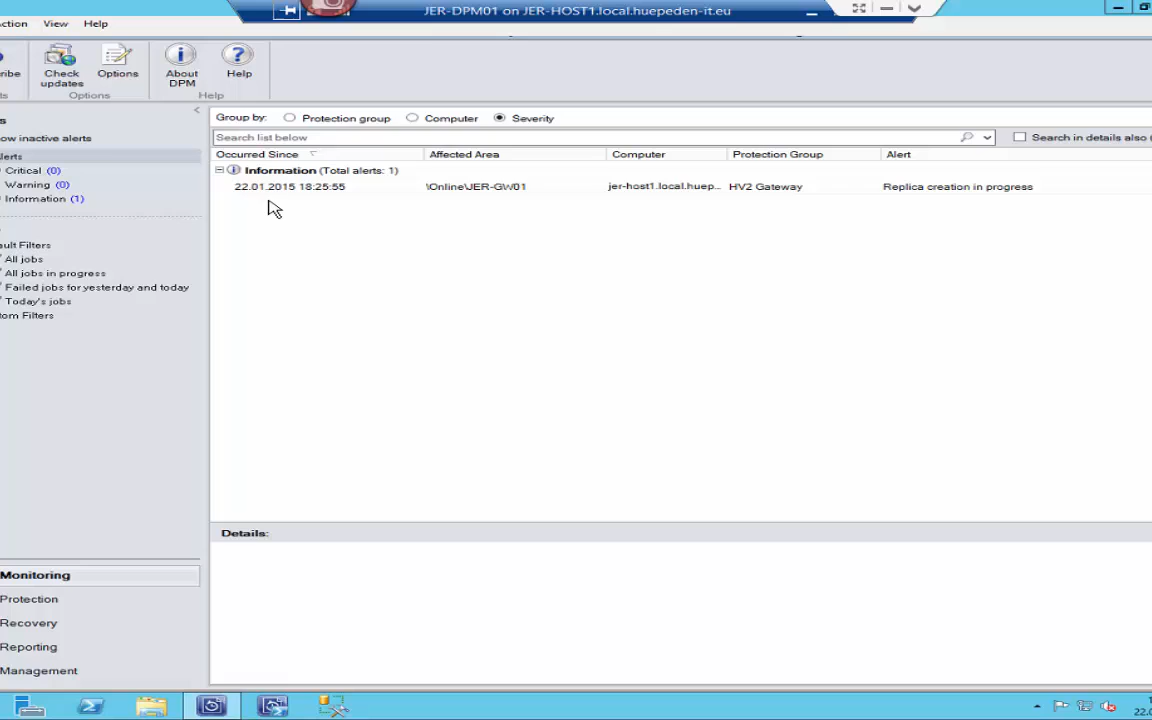 JER-DPM01 on JER-HOST1.local.huepeden-it.eu
ction View Help
Check updates
Options
About DPM
Help
ribe
ts
Options
Help
s
ow inactive alerts
lerts
Critical (0)
Warning (0)
Information (1)
ault Filters
All jobs
All jobs in progress
Failed jobs for yesterday and today
Today's jobs
tom Filters
Group by: Protection group Computer Severity
Search list below
Search in details also (
Occurred Since Affected Area Computer Protection Group Alert
Information (Total alerts: 1)
22.01.2015 18:25:55 \Online\JER-GW01 jer-host1.local.huep... HV2 Gateway Replica creation in progress
Details:
Monitoring
Protection
Recovery
Reporting
Management
1
22.0